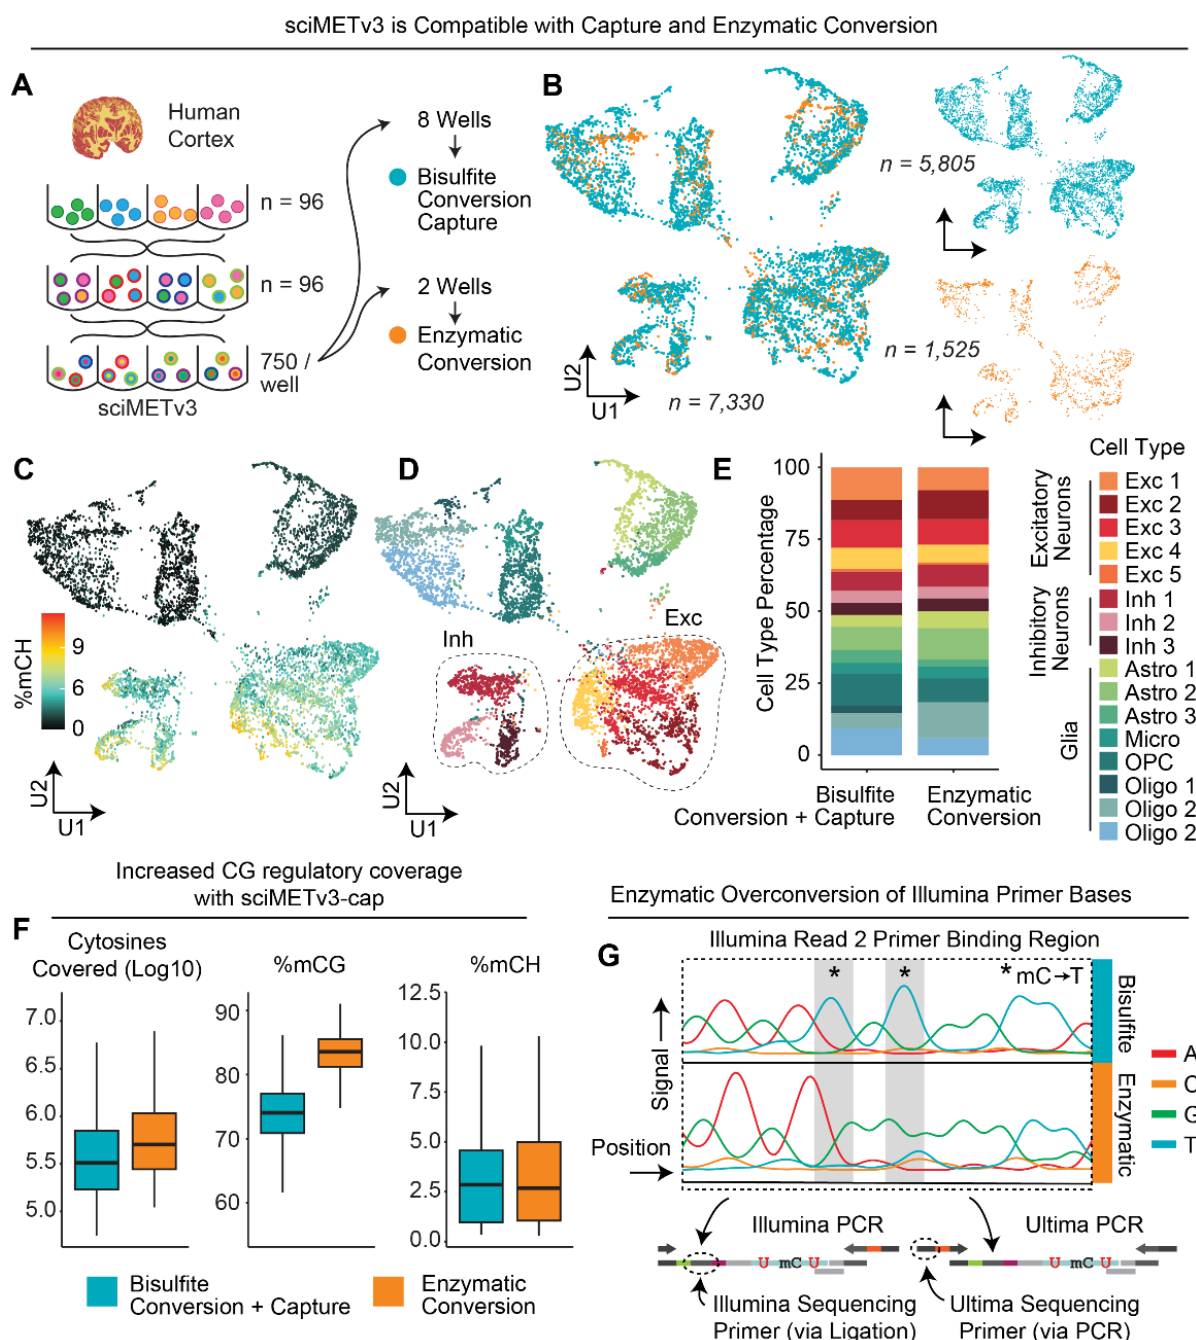 sciMETv3 is Compatible with Capture and Enzymatic Conversion
A
Human
Cortex
n = 96
n = 96
750 /
well
sciMETv3
8 Wells
Bisulfite
Conversion
Capture
2 Wells
Enzymatic
Conversion
B
n = 5,805
n = 1,525
n = 7,330
U2
U1
C
%mCH
9
6
0
U2
U1
D
Inh
Exc
U2
U1
E
Cell Type Percentage
100
75
50
25
0
Bisulfite
Conversion + Capture
Enzymatic
Conversion
Cell Type
Excitatory
Neurons
Exc 1
Exc 2
Exc 3
Exc 4
Exc 5
Inhibitory
Neurons
Inh 1
Inh 2
Inh 3
Glia
Astro 1
Astro 2
Astro 3
Micro
OPC
Oligo 1
Oligo 2
Oligo 2
Increased CG regulatory coverage
with sciMETv3-cap
F
Cytosines
Covered (Log10)
7.0
6.5
6.0
5.5
5.0
%mCG
90
80
70
60
%mCH
12.5
10.0
7.5
5.0
2.5
0.0
Bisulfite
Conversion + Capture
Enzymatic
Conversion
Enzymatic Overconversion of Illumina Primer Bases
G
Illumina Read 2 Primer Binding Region
* * * mC→T
Signal
Position
Bisulfite
Enzymatic
A
C
G
T
Illumina PCR
Ultima PCR
U mC U
U mC U
Illumina Sequencing
Primer (via Ligation)
Ultima Sequencing
Primer (via PCR)